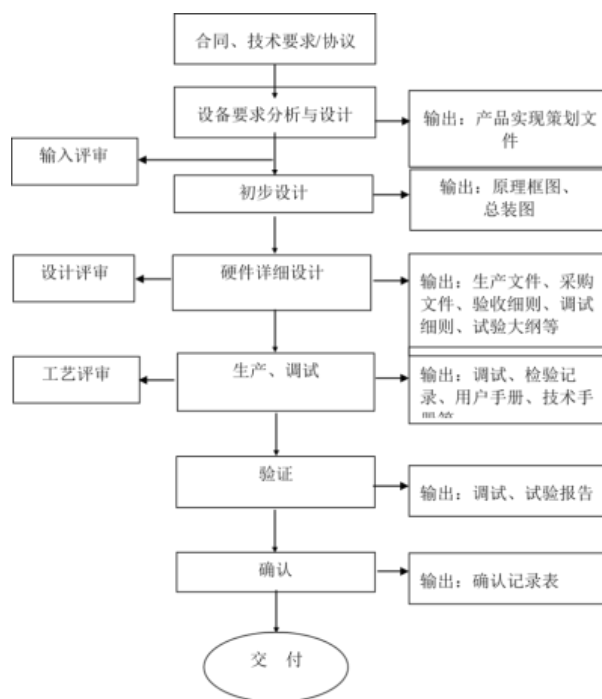 合同、技术要求/协议
设备要求分析与设计
输出：产品实现策划文
件
输入评审
初步设计
输出：原理框图、
总装图
设计评审
硬件详细设计
输出：生产文件、采购
文件、验收细则、调试
细则、试验大纲等
工艺评审
生产、调试
输出：调试、检验记
录、用户手册、技术手
册等
验证
输出：调试、试验报告
确认
输出：确认记录表
交 付